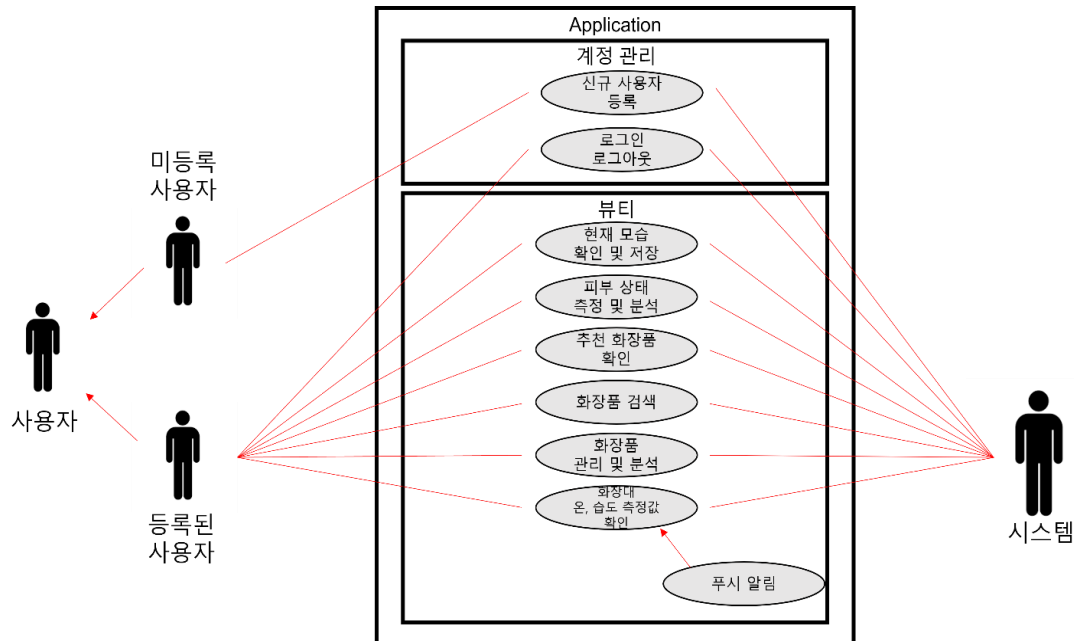 Application
계정 관리
신규 사용자
등록
로그인
로그아웃
미등록
사용자
뷰티
현재 모습
확인 및 저장
피부 상태
측정 및 분석
추천 화장품
확인
화장품 검색
사용자
화장품
관리 및 분석
화장대
온, 습도 측정값
확인
등록된
사용자
시스템
푸시 알림